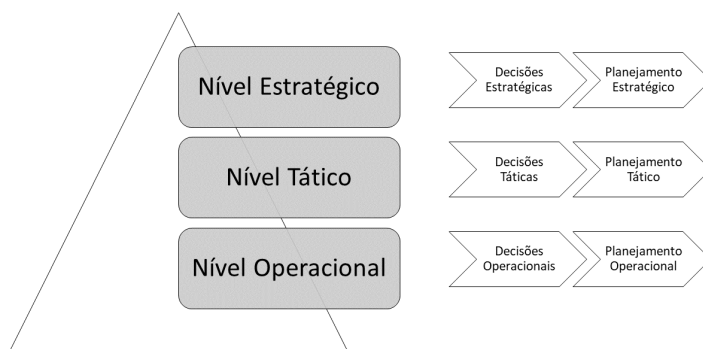 Nível Estratégico
Decisões
Estratégicas
Planejamento
Estratégico
Nível Tático
Decisões
Táticas
Planejamento
Tático
Nível Operacional
Decisões
Operacionais
Planejamento
Operacional